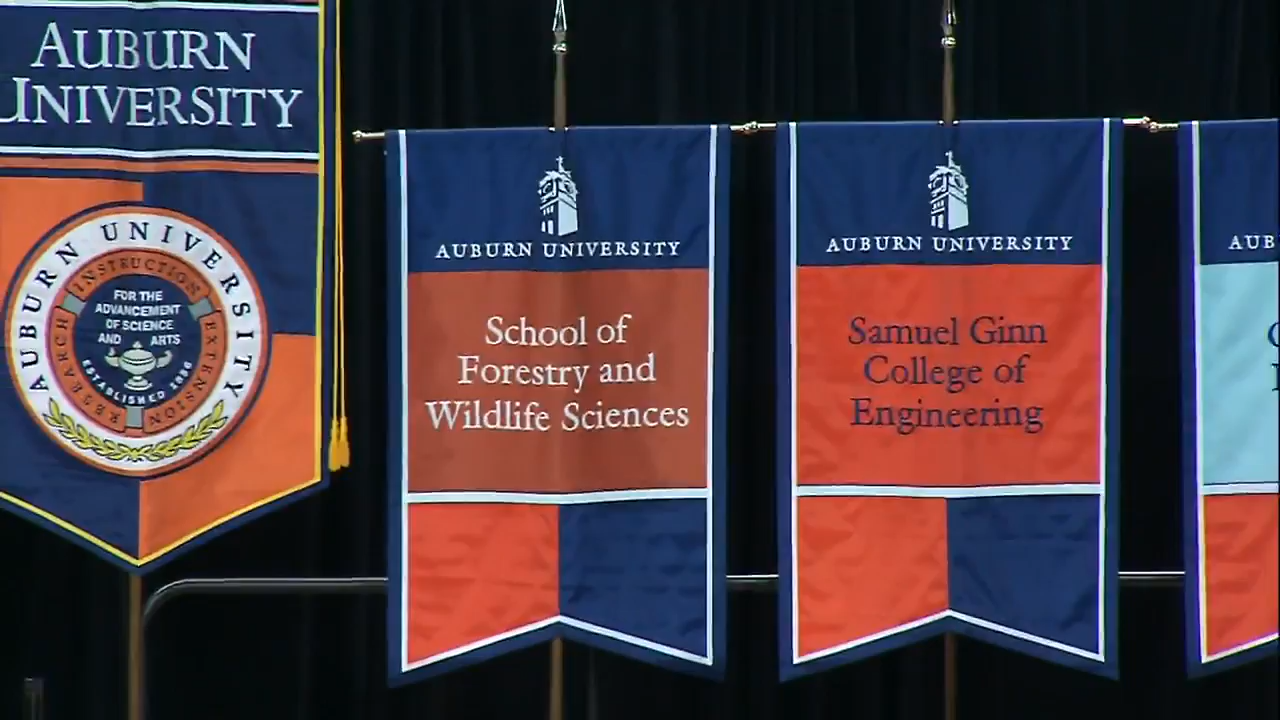 AUBURN
UNIVERSITY
AUBURN UNIVERSITY
INSTRUCTION
RESEARCH
EXTENSION
FOR THE
ADVANCEMENT
OF SCIENCE
AND ARTS
ESTABLISHED 1856
AUBURN UNIVERSITY
School of
Forestry and
Wildlife Sciences
AUBURN UNIVERSITY
Samuel Ginn
College of
Engineering
AUB